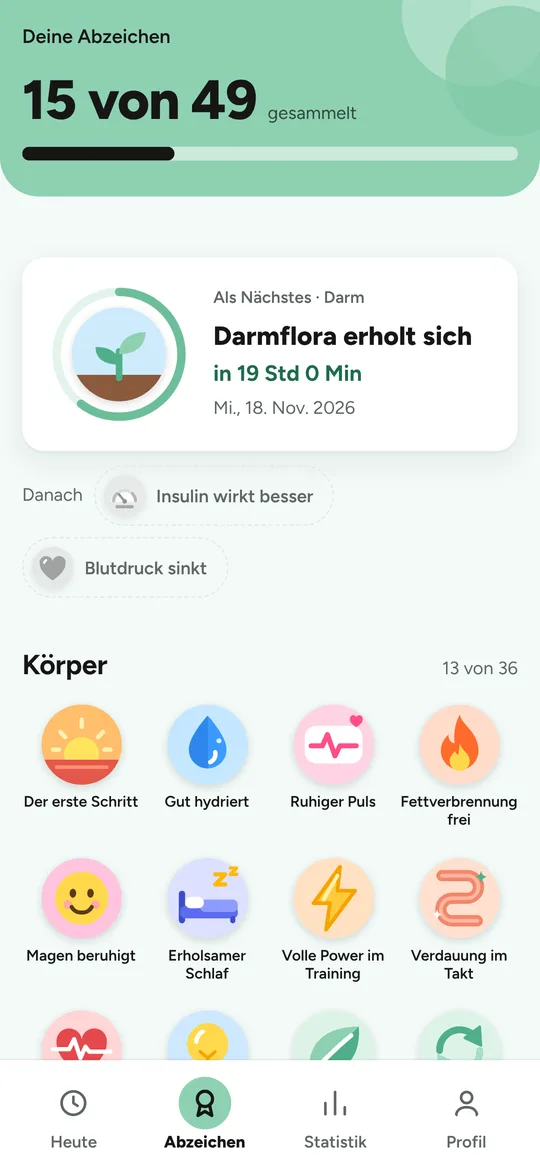 Deine Abzeichen
15 von 49 gesammelt
Als Nächstes · Darm
Darmflora erholt sich
in 19 Std 0 Min
Mi., 18. Nov. 2026
Danach
Insulin wirkt besser
Blutdruck sinkt
Körper
13 von 36
Der erste Schritt
Gut hydriert
Ruhiger Puls
Fettverbrennung
frei
Magen beruhigt
zz
Erholsamer
Schlaf
Volle Power im
Training
Verdauung im
Takt
Heute
Abzeichen
Statistik
Profil